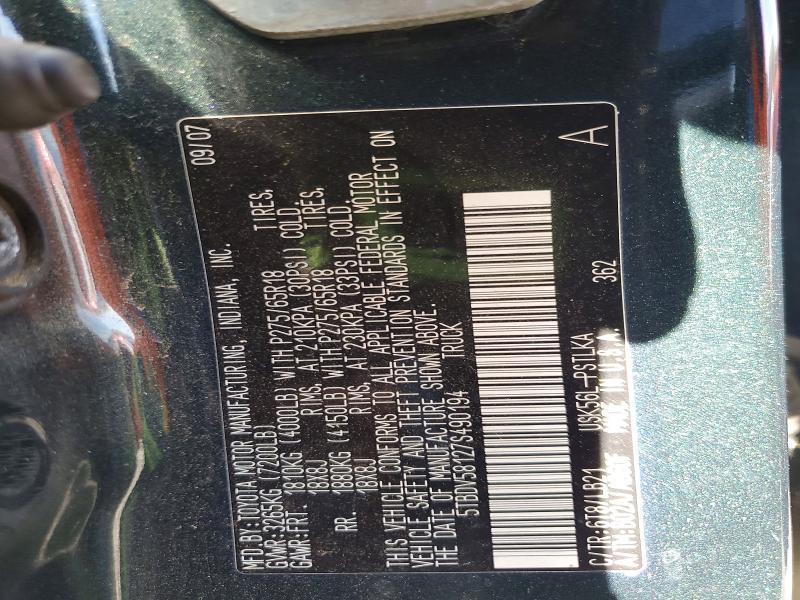 MFD.BY:TOYOTA MOTOR MANUFACTURING, INDIANA, INC. 09/07
GVWR:3265KG (7200LB)
GAWR:FRT. 1810KG (4000LB) WITH P275/65R18 TIRES,
18X8J RIMS, AT 210KPA (30PSI) COLD.
RR. 1880KG (4150LB) WITH P275/65R18 TIRES,
18X8J RIMS, AT 230KPA (33PSI) COLD.
THIS VEHICLE CONFORMS TO ALL APPLICABLE FEDERAL MOTOR
VEHICLE SAFETY AND THEFT PREVENTION STANDARDS IN EFFECT ON
THE DATE OF MANUFACTURE SHOWN ABOVE.
5TBDV58127S490194 TRUCK
C/TR:6T8/LB21 USK56L-PSTLKA 362 A
MADE IN U.S.A.